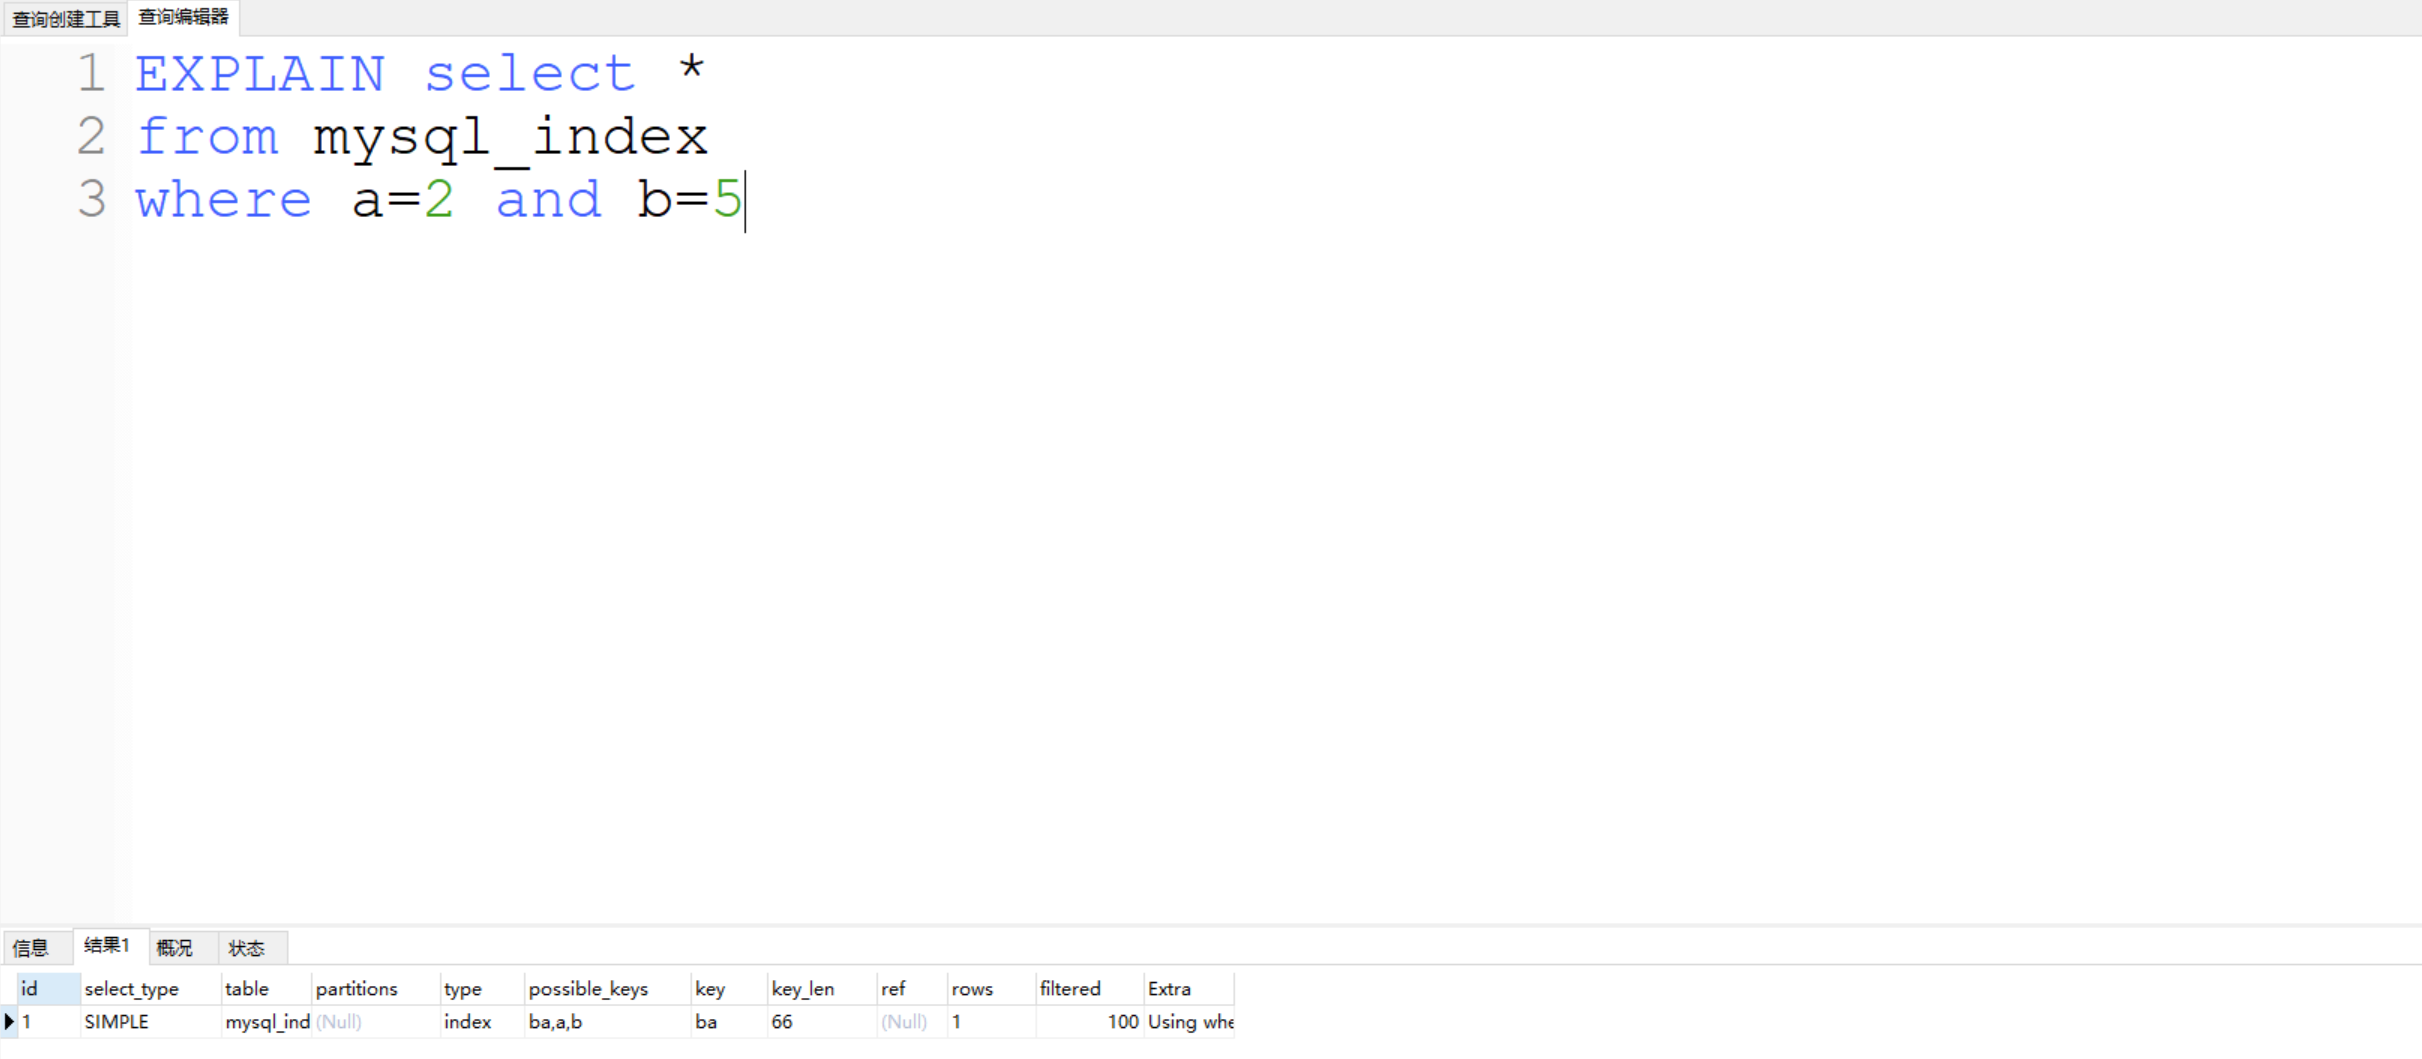 查询创建工具 查询编辑器
1 EXPLAIN select *
2 from mysql_index
3 where a=2 and b=5
信息 结果1 概况 状态
id select_type table partitions type possible_keys key key_len ref rows filtered Extra
1 SIMPLE mysql_ind (Null) index ba,a,b ba 66 (Null) 1 100 Using whe